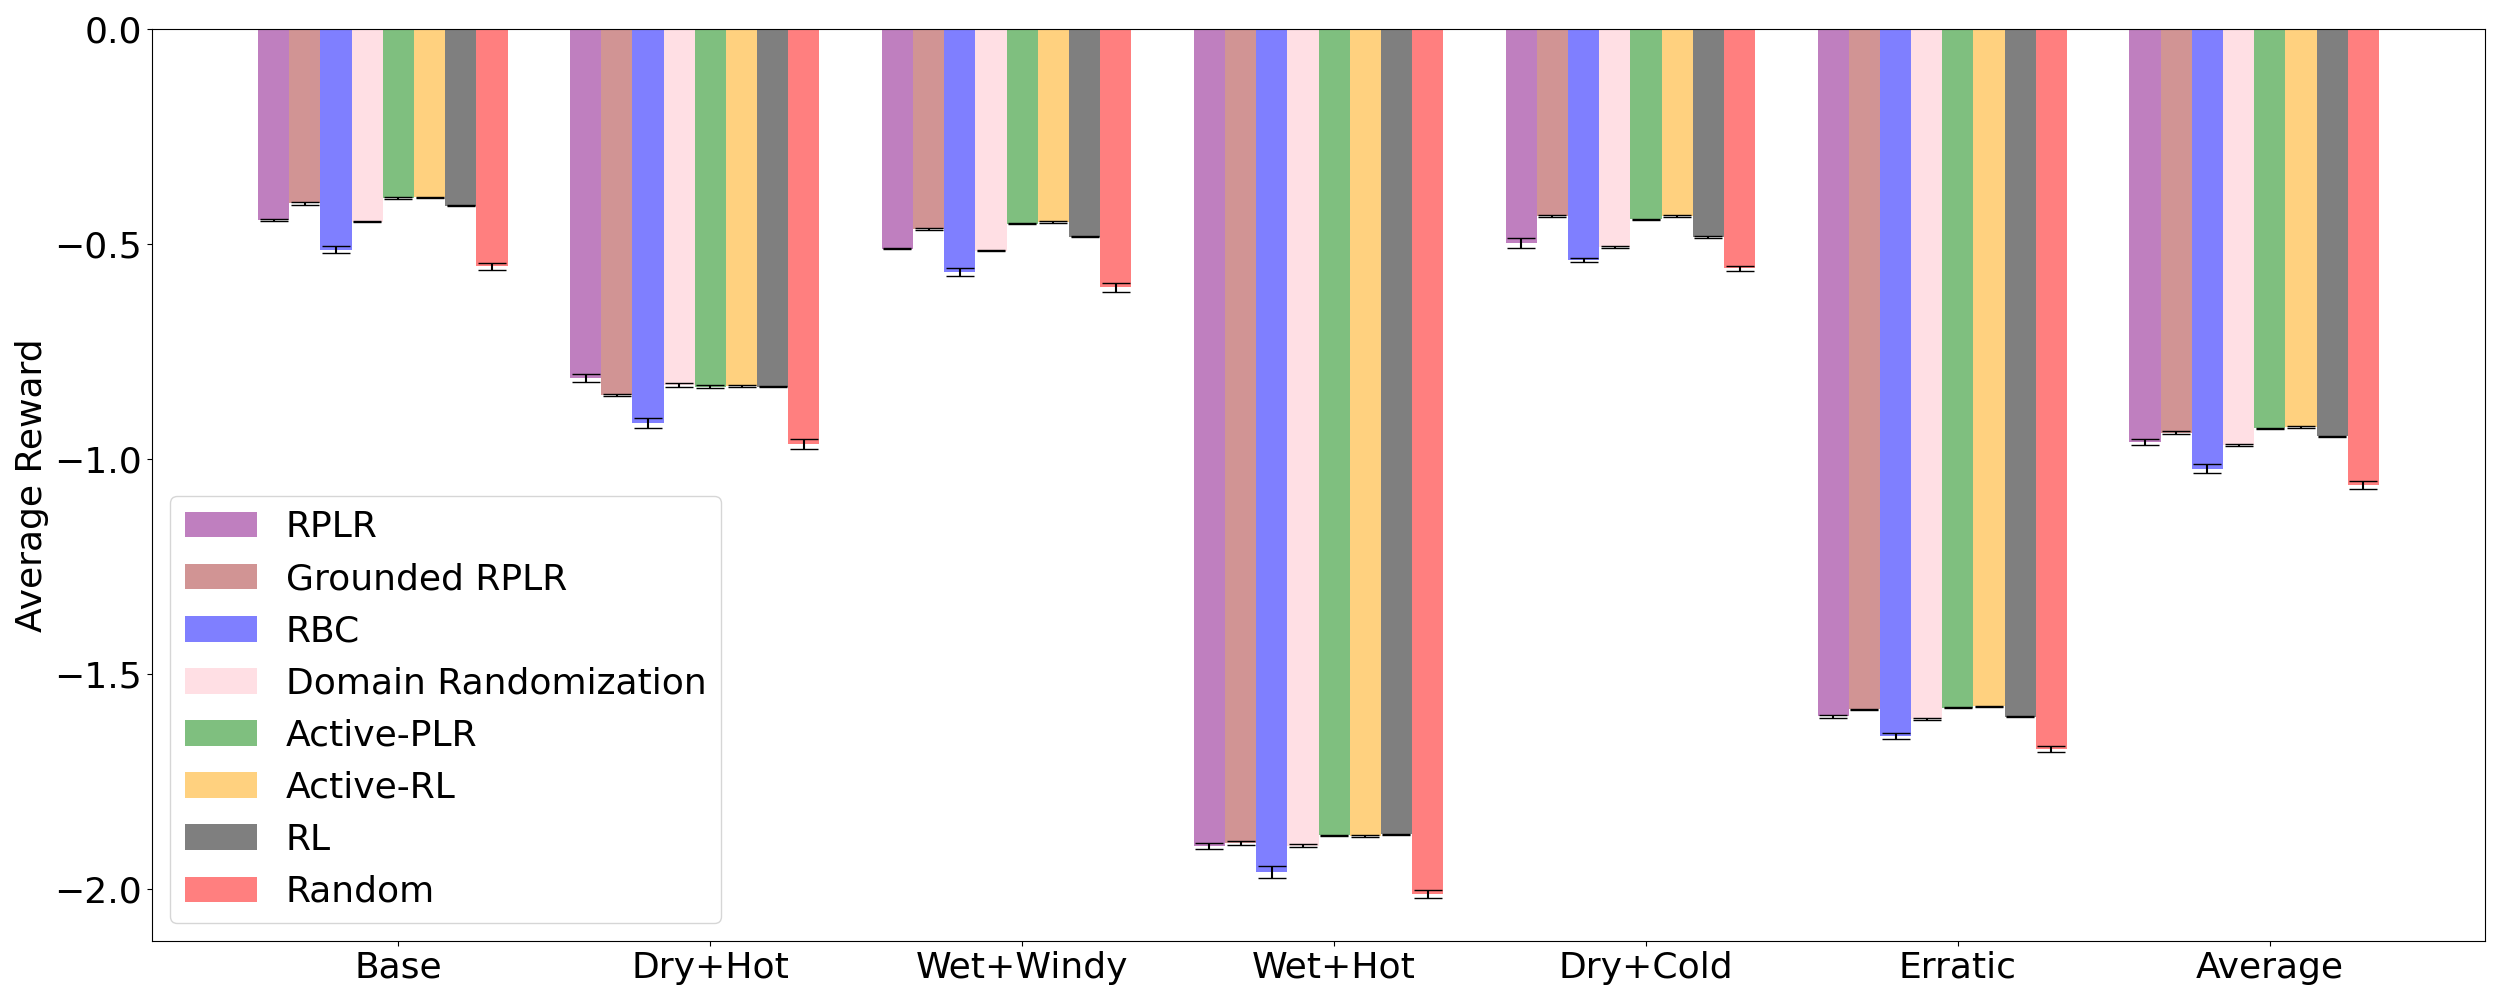 0.0
−0.5
−1.0
−1.5
−2.0
Average Reward
RPLR
Grounded RPLR
RBC
Domain Randomization
Active-PLR
Active-RL
RL
Random
Base
Dry+Hot
Wet+Windy
Wet+Hot
Dry+Cold
Erratic
Average